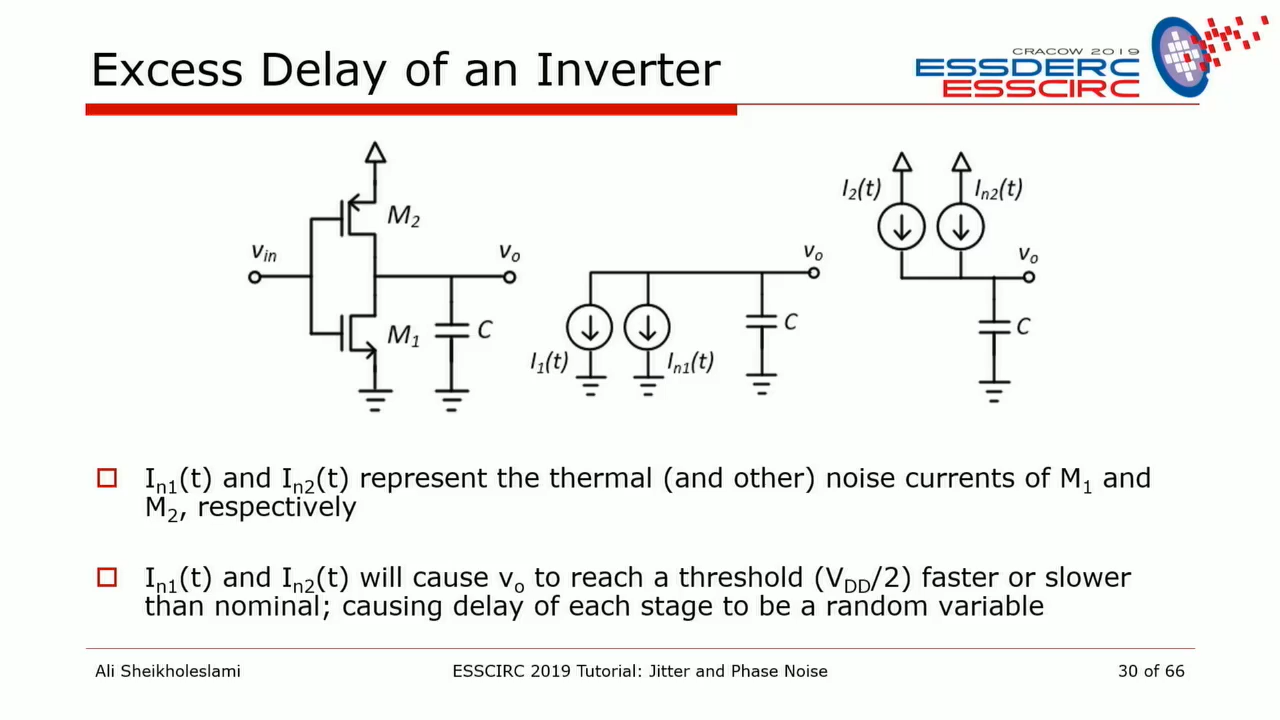 Excess Delay of an Inverter
CRACOW 2019
ESSDERC
ESSCIRC
M2
vin
vo
M1
C
I1(t)
In1(t)
vo
C
I2(t)
In2(t)
vo
C
In1(t) and In2(t) represent the thermal (and other) noise currents of M1 and
M2, respectively
In1(t) and In2(t) will cause vo to reach a threshold (VDD/2) faster or slower
than nominal; causing delay of each stage to be a random variable
Ali Sheikholeslami
ESSCIRC 2019 Tutorial: Jitter and Phase Noise
30 of 66